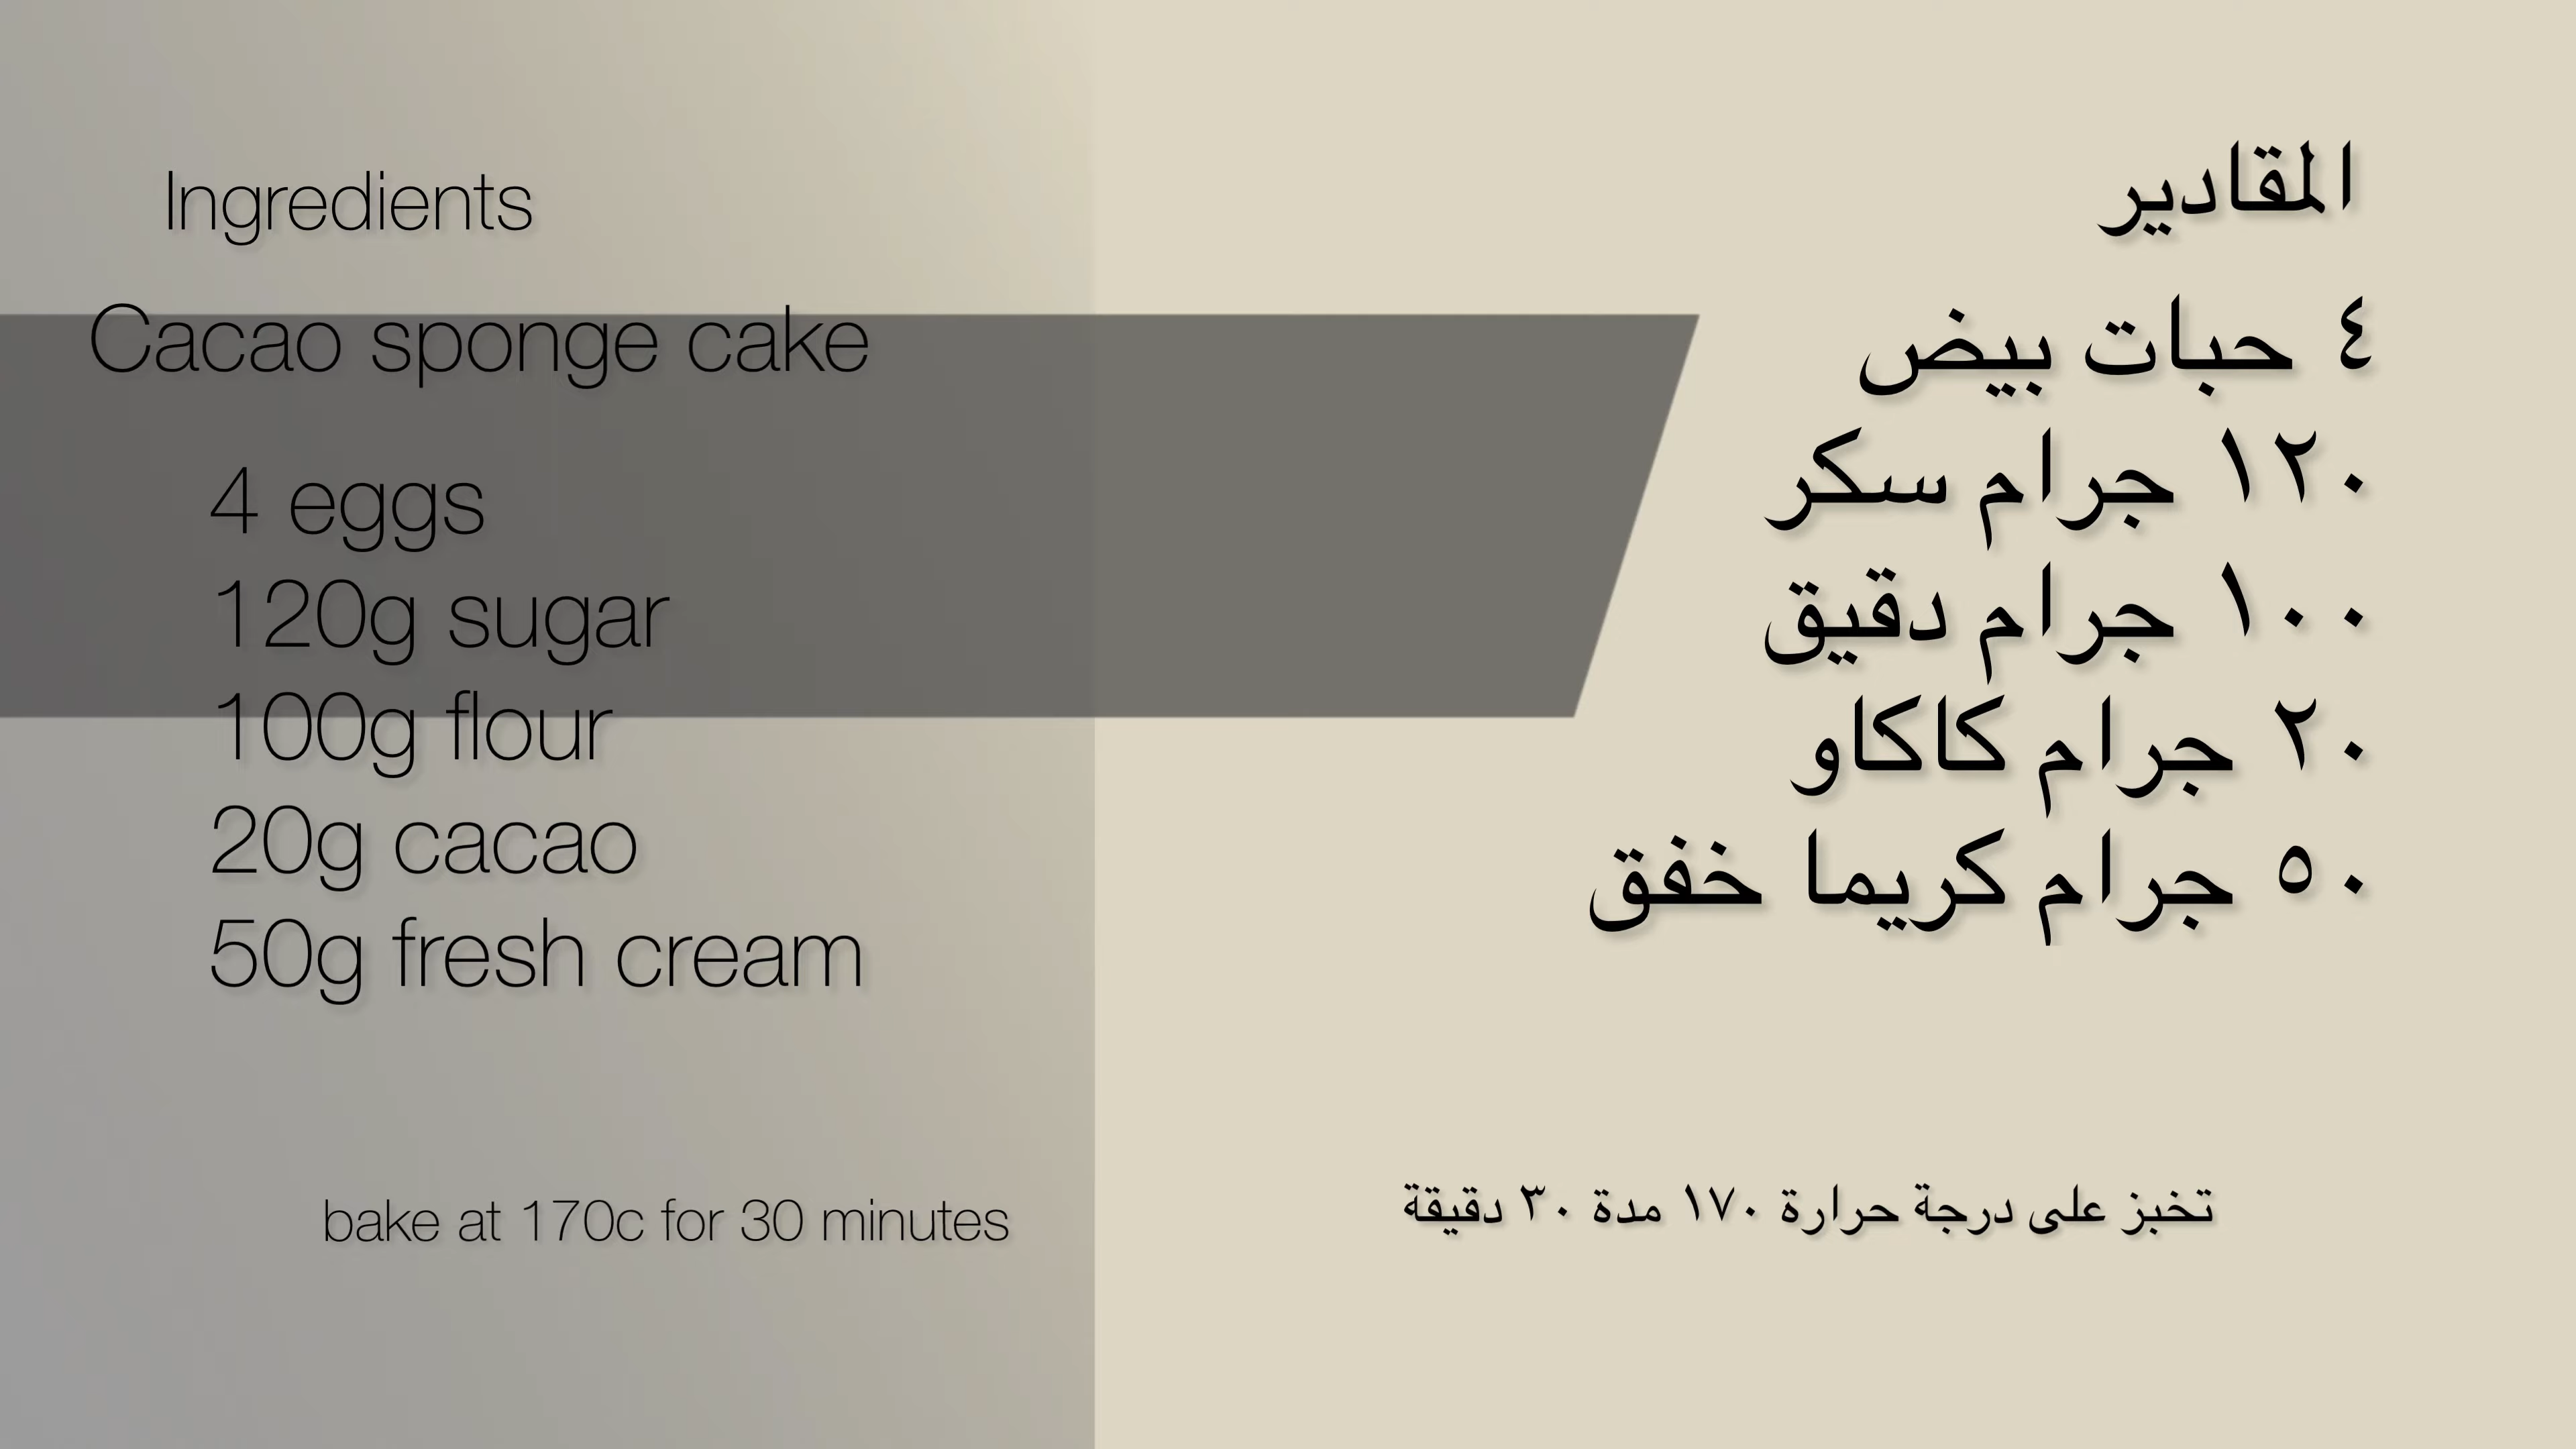 Ingredients
Cacao sponge cake
4 eggs
120g sugar
100g flour
20g cacao
50g fresh cream
bake at 170c for 30 minutes
المقادير
٤ حبات بيض
١٢٠ جرام سكر
١٠٠ جرام دقيق
٢٠ جرام كاكاو
٥٠ جرام كريما خفق
تخبز على درجة حرارة ١٧٠ مدة ٣٠ دقيقة